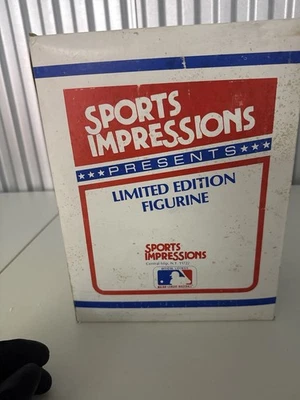 SPORTS
IMPRESSIONS
★★★ PRESENTS ★★★
LIMITED EDITION
FIGURINE
SPORTS
IMPRESSIONS